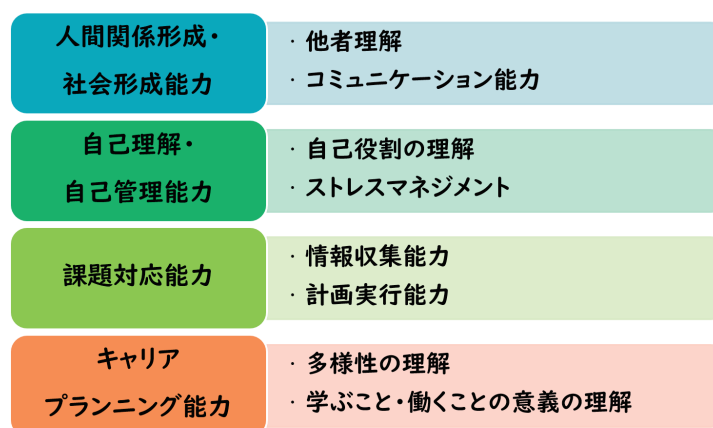 人間関係形成・
社会形成能力
・他者理解
・コミュニケーション能力
自己理解・
自己管理能力
・自己役割の理解
・ストレスマネジメント
課題対応能力
・情報収集能力
・計画実行能力
キャリア
プランニング能力
・多様性の理解
・学ぶこと・働くことの意義の理解